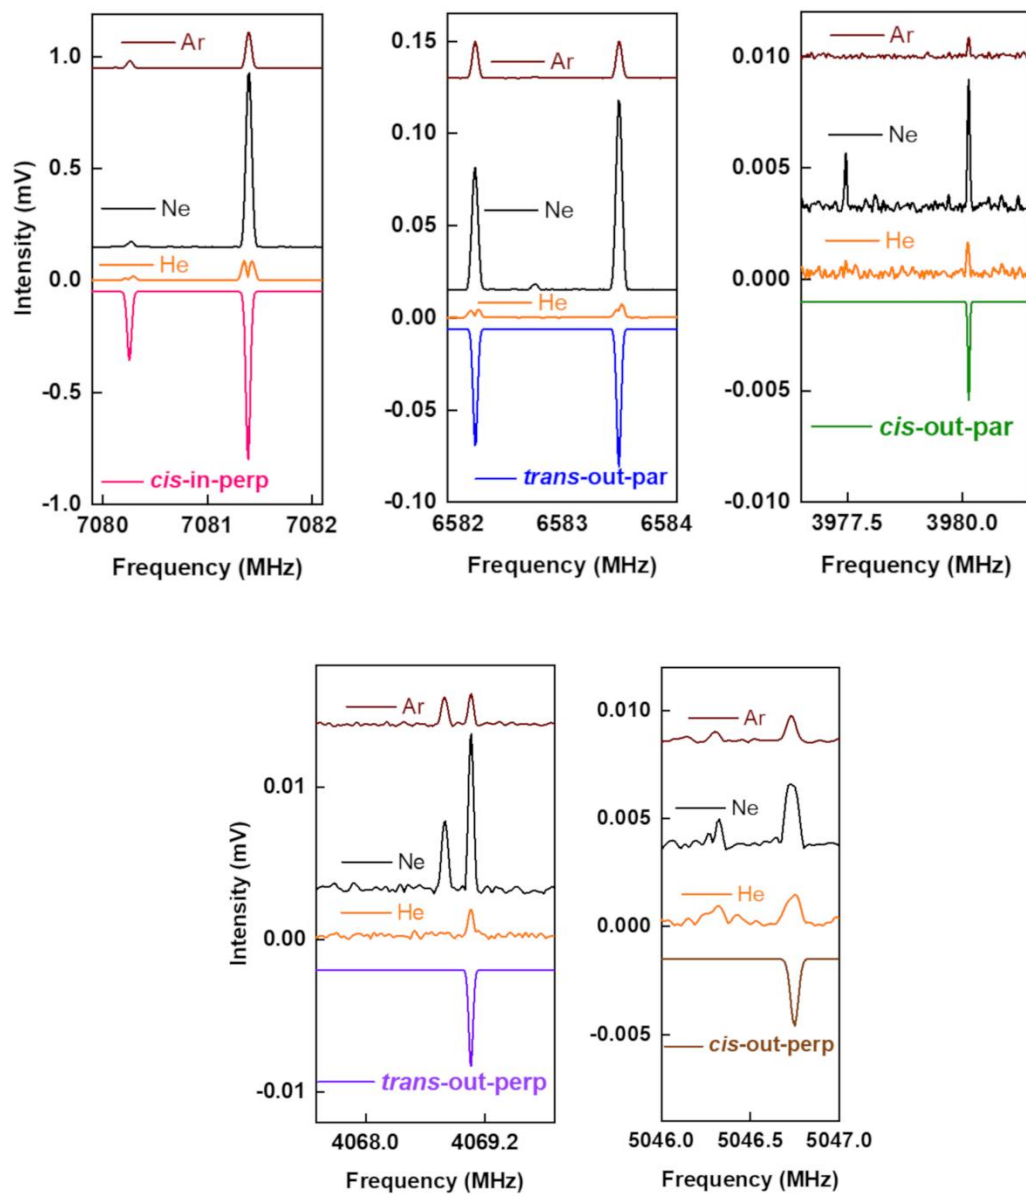 Intensity (mV)
1.0
0.5
0.0
-0.5
-1.0
Ar
Ne
He
cis-in-perp
7080 7081 7082
Frequency (MHz)
0.15
0.10
0.05
0.00
-0.05
-0.10
Ar
Ne
He
trans-out-par
6582 6583 6584
Frequency (MHz)
0.010
0.005
0.000
-0.005
-0.010
Ar
Ne
He
cis-out-par
3977.5 3980.0
Frequency (MHz)
Intensity (mV)
0.01
0.00
-0.01
Ar
Ne
He
trans-out-perp
4068.0 4069.2
Frequency (MHz)
0.010
0.005
0.000
-0.005
Ar
Ne
He
cis-out-perp
5046.0 5046.5 5047.0
Frequency (MHz)